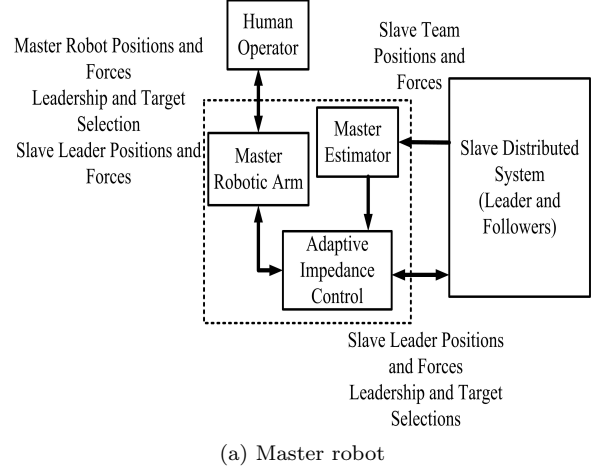 Human
Operator
Master Robot Positions and
Forces
Leadership and Target
Selection
Slave Leader Positions and
Forces
Slave Team
Positions and
Forces
Master
Robotic Arm
Master
Estimator
Slave Distributed
System
(Leader and
Followers)
Adaptive
Impedance
Control
Slave Leader Positions
and Forces
Leadership and Target
Selections
(a) Master robot